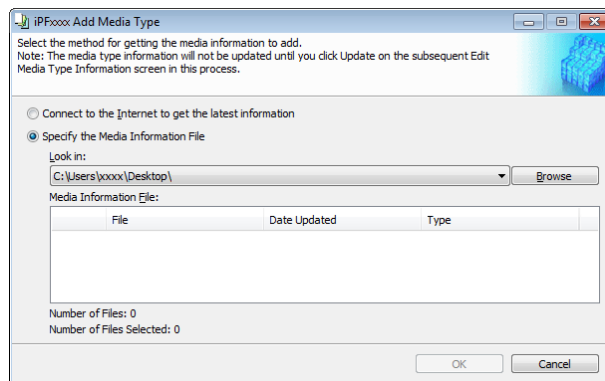 iPFxxxx Add Media Type
Select the method for getting the media information to add.
Note: The media type information will not be updated until you click Update on the subsequent Edit
Media Type Information screen in this process.
Connect to the Internet to get the latest information
Specify the Media Information File
Look in:
C:\Users\xxxx\Desktop\
Browse
Media Information File:
File Date Updated Type
Number of Files: 0
Number of Files Selected: 0
OK Cancel